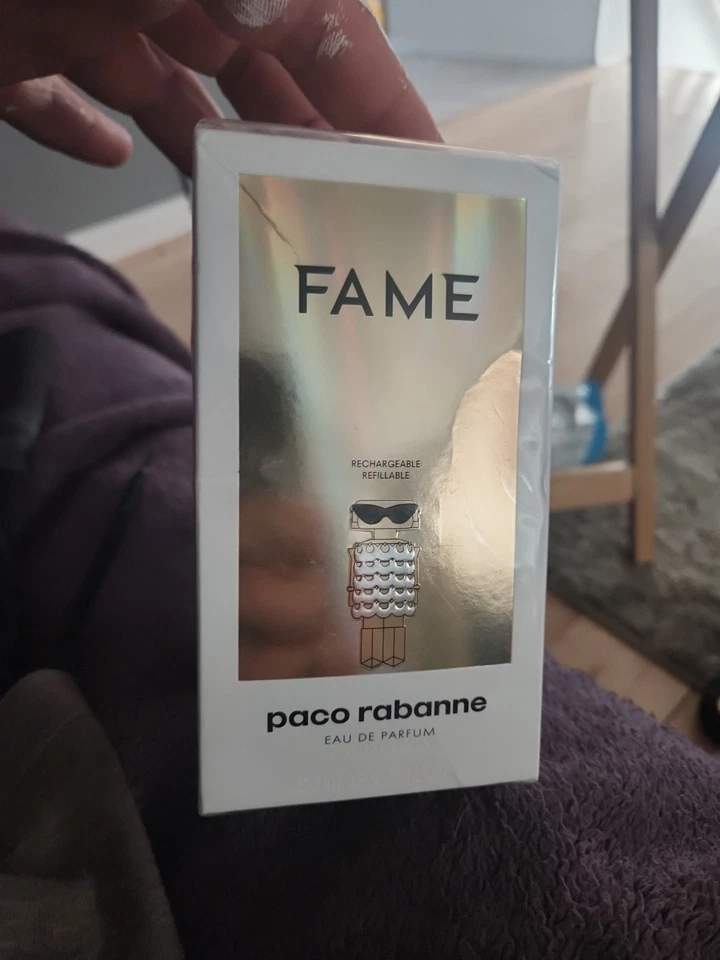 FAME
RECHARGEABLE
REFILLABLE
paco rabanne
EAU DE PARFUM